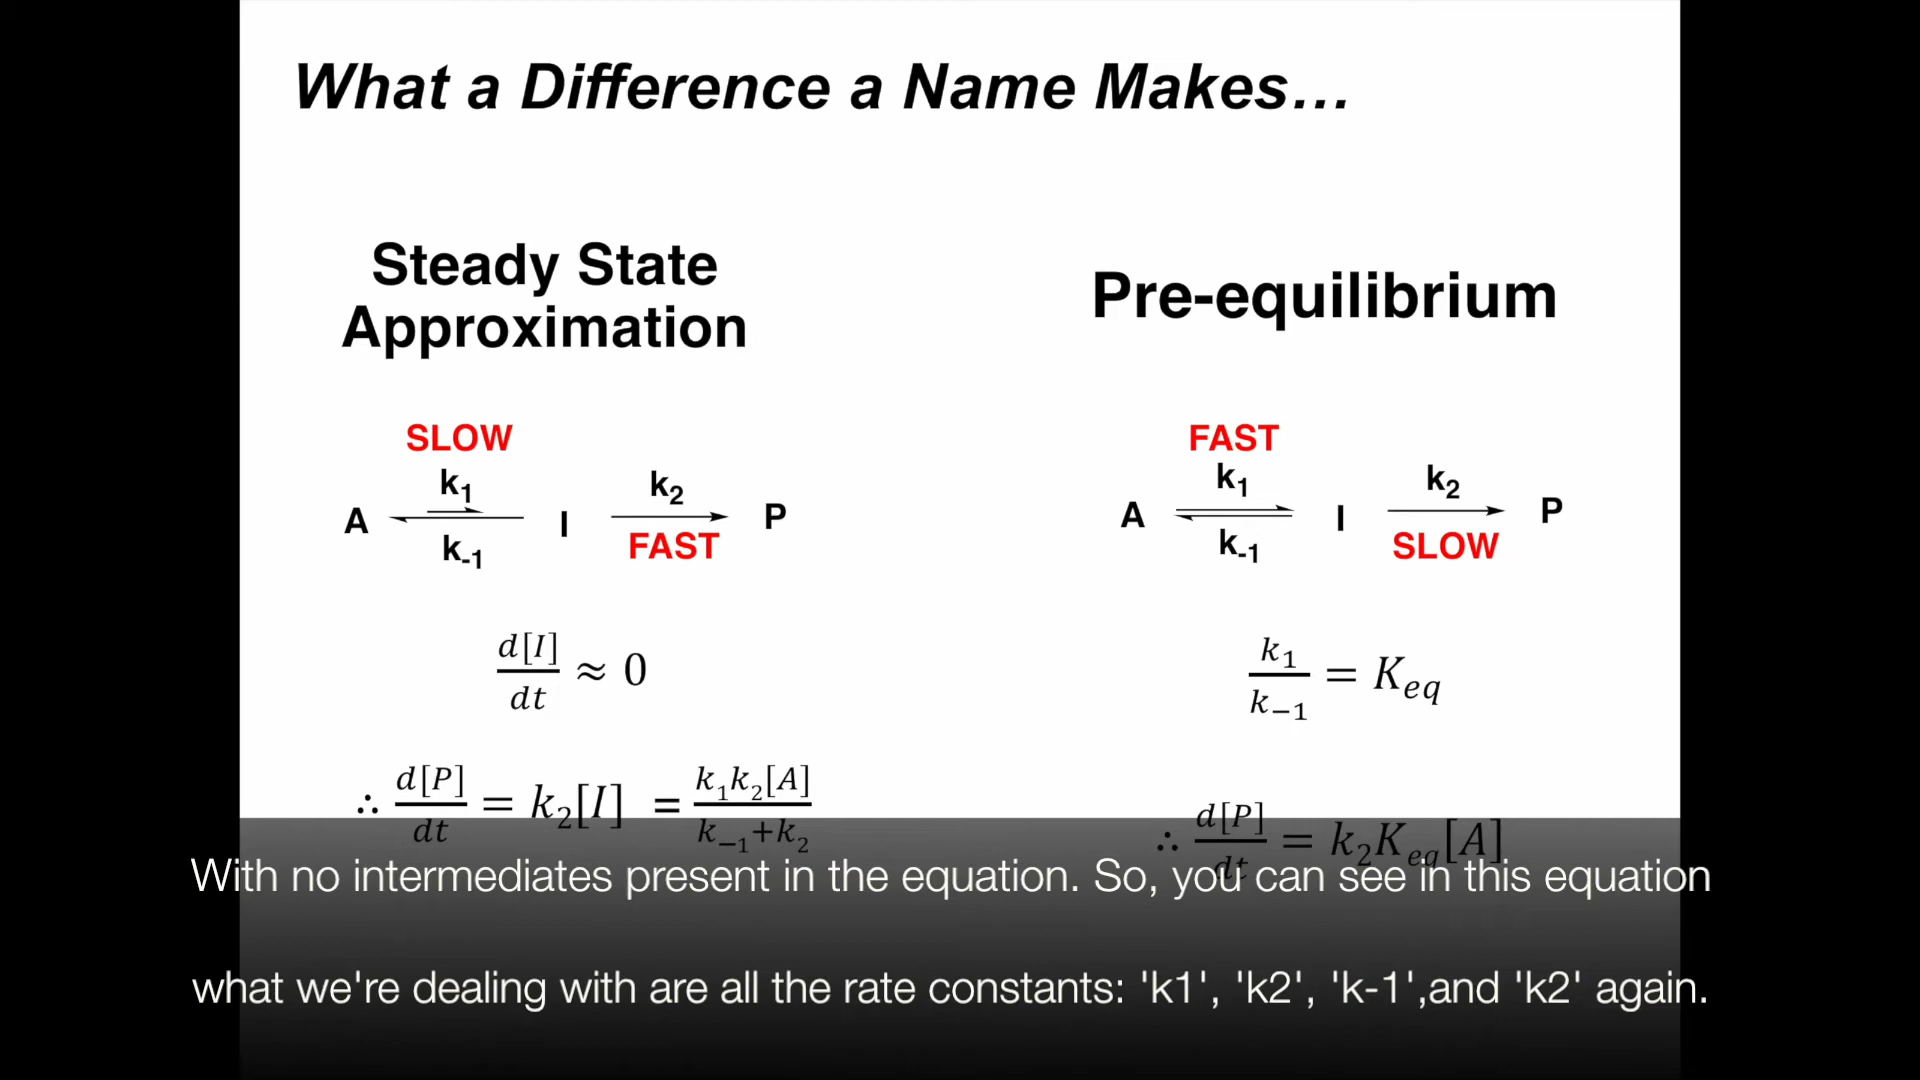 What a Difference a Name Makes...
Steady State
Approximation
Pre-equilibrium
SLOW
k₁
A
I
k₂
P
k₋₁
FAST
FAST
k₁
A
I
k₂
P
k₋₁
SLOW
d[I]/dt ≈ 0
k₁/k₋₁ = K_eq
∴ d[P]/dt = k₂[I] = k₁k₂[A]/k₋₁+k₂
∴ d[P]/dt = k₂K_eq[A]
With no intermediates present in the equation. So, you can see in this equation
what we're dealing with are all the rate constants: 'k1', 'k2', 'k-1',and 'k2' again.